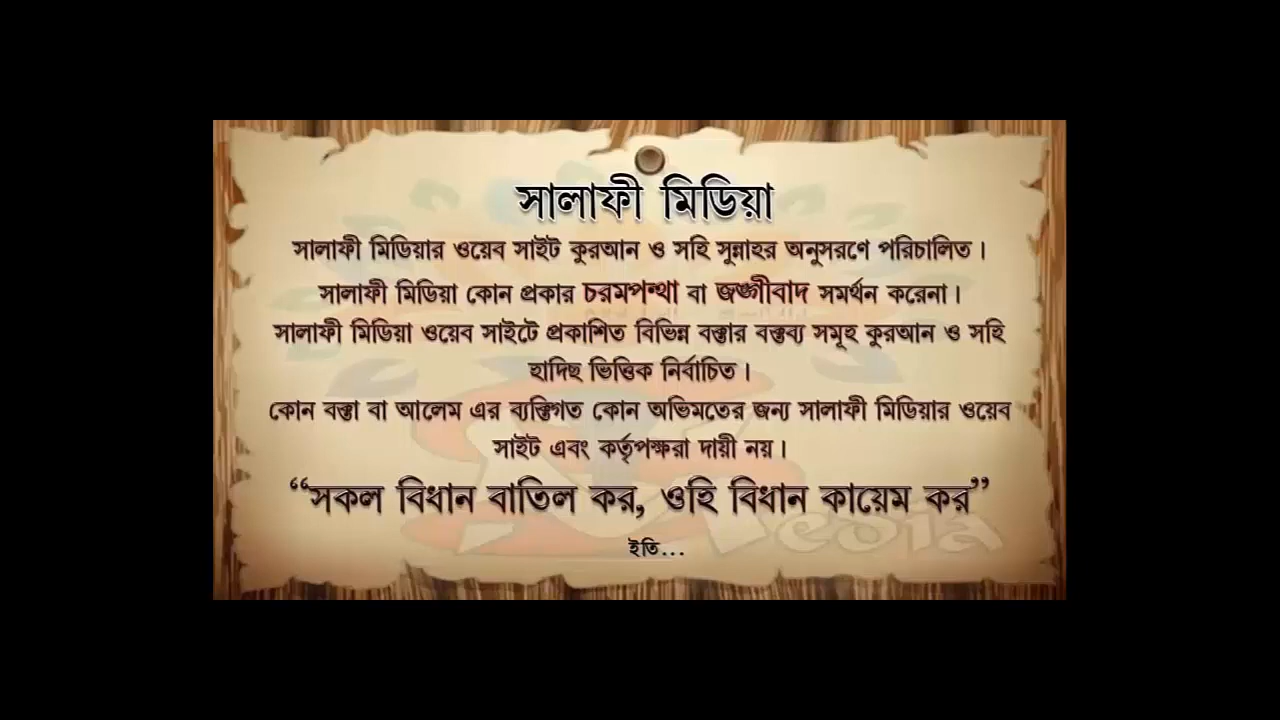 সালাফী মিডিয়া
সালাফী মিডিয়ার ওয়েব সাইট কুরআন ও সহি সুন্নাহর অনুসরণে পরিচালিত।
সালাফী মিডিয়া কোন প্রকার চরমপন্থা বা জঙ্গীবাদ সমর্থন করেনা।
সালাফী মিডিয়া ওয়েব সাইটে প্রকাশিত বিভিন্ন বক্তার বক্তব্য সমূহ কুরআন ও সহি
হাদিছ ভিত্তিক নির্বাচিত।
কোন বক্তা বা আলেম এর ব্যক্তিগত কোন অভিমতের জন্য সালাফী মিডিয়ার ওয়েব
সাইট এবং কর্তৃপক্ষরা দায়ী নয়।
“সকল বিধান বাতিল কর, ওহি বিধান কায়েম কর”
ইতি...